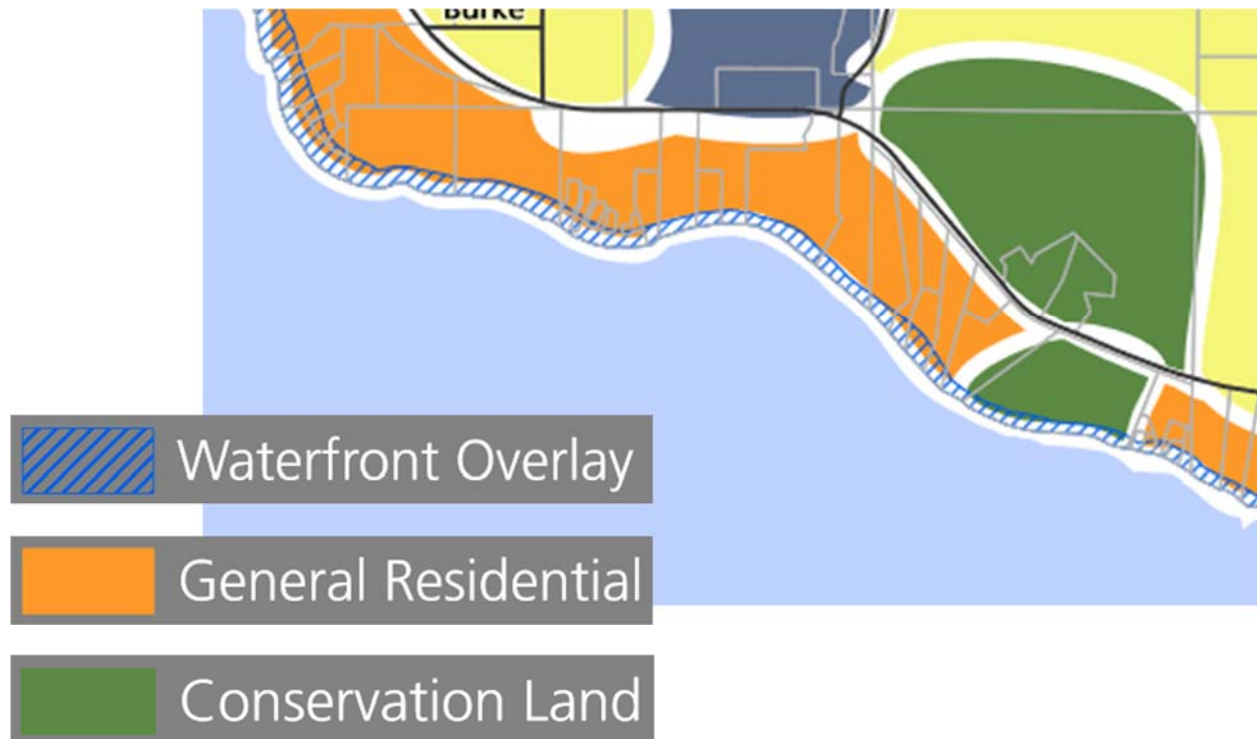 Burke
Waterfront Overlay
General Residential
Conservation Land